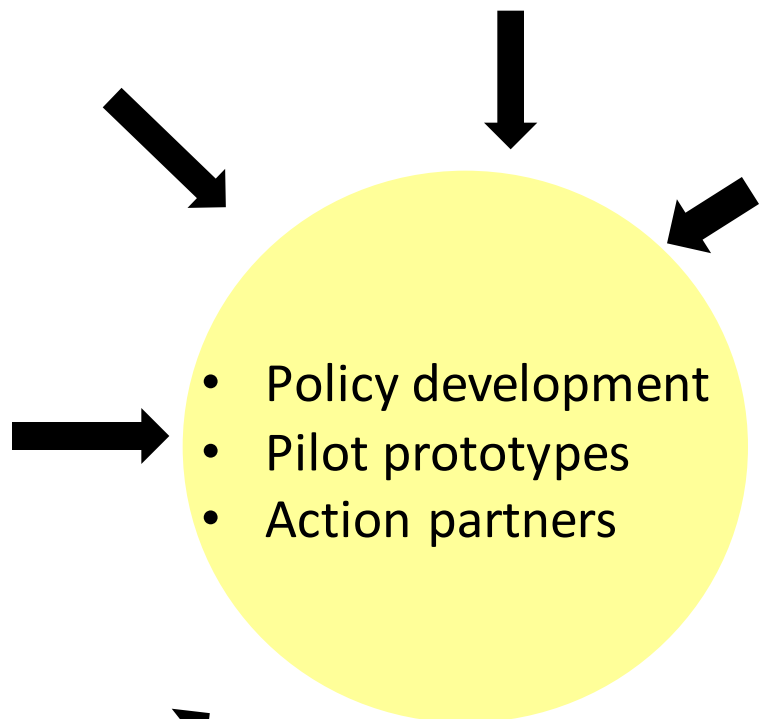 • Policy development
• Pilot prototypes
• Action partners